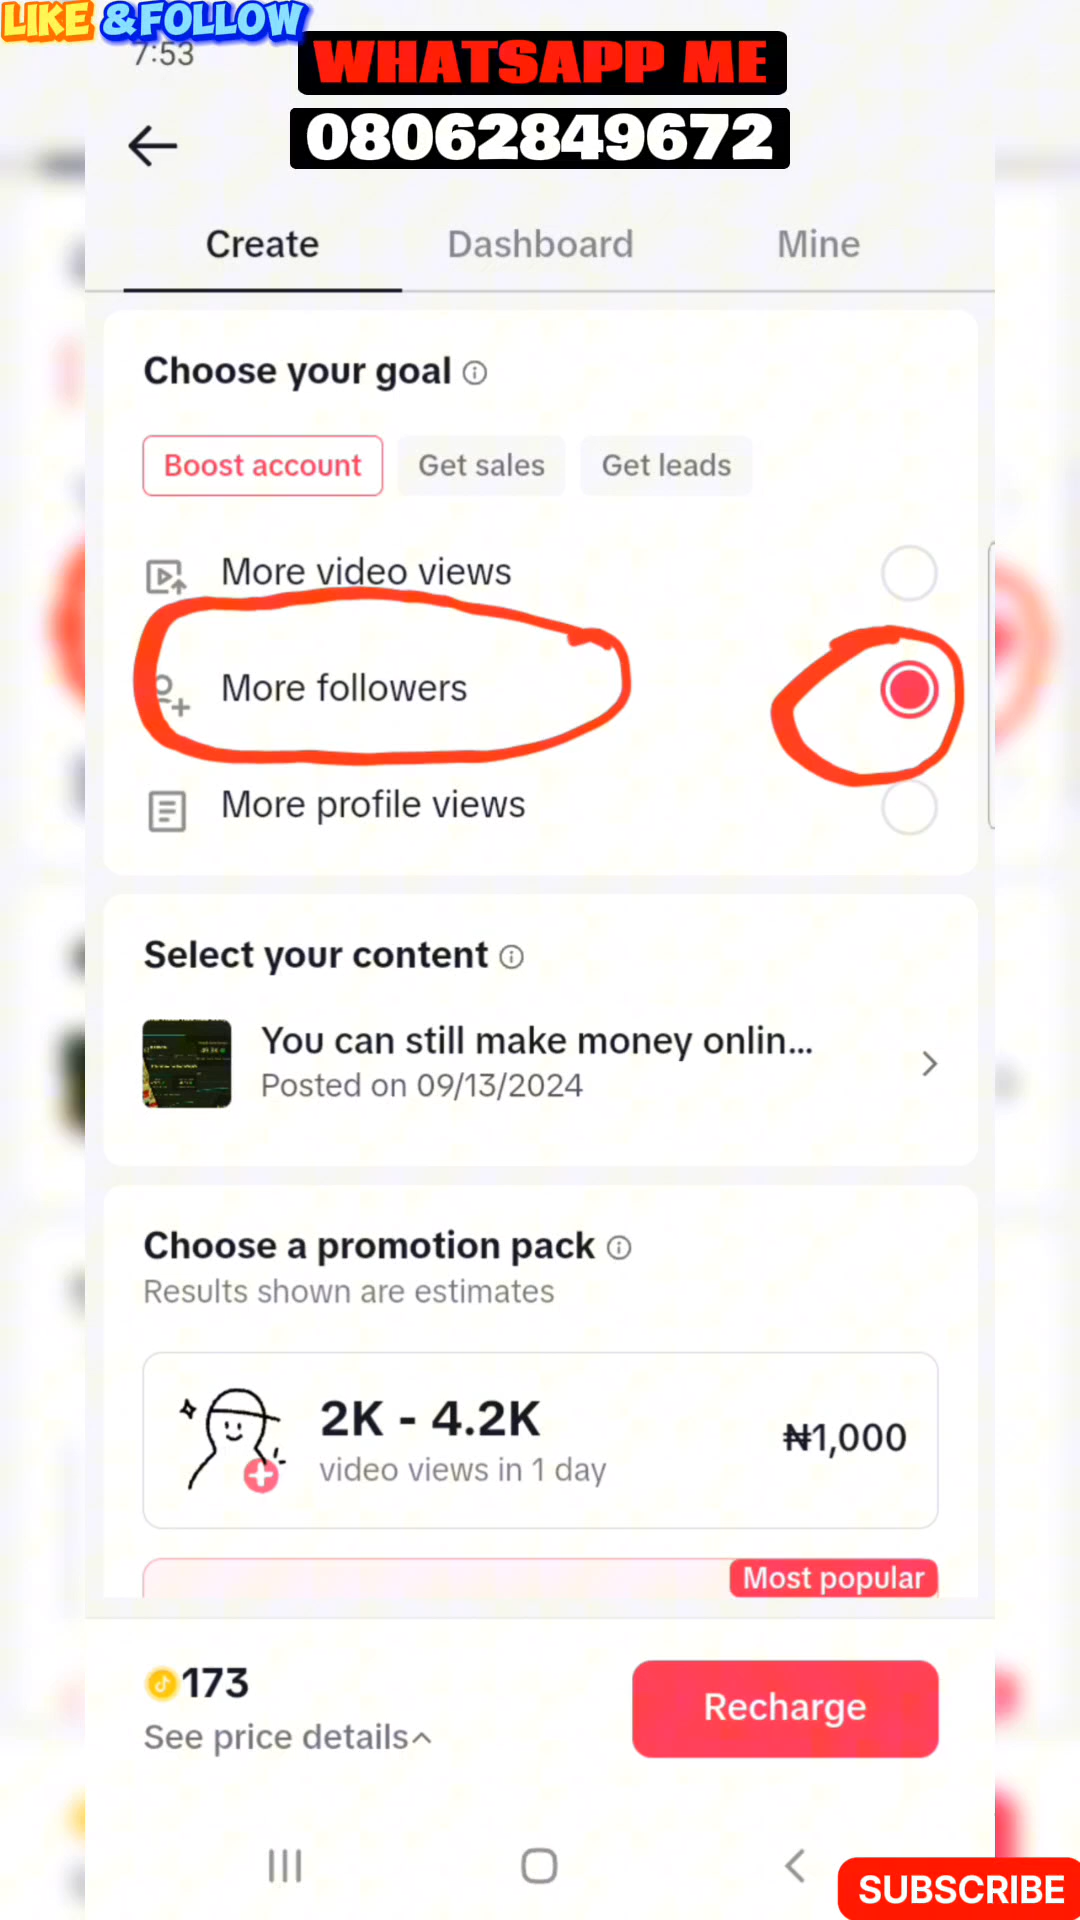 LIKE &FOLLOW
7:53
WHATSAPP ME
08062849672
Create
Dashboard
Mine
Choose your goal
Boost account
Get sales
Get leads
More video views
More followers
More profile views
Select your content
You can still make money onlin...
Posted on 09/13/2024
Choose a promotion pack
Results shown are estimates
2K - 4.2K
₦1,000
video views in 1 day
Most popular
173
See price details
Recharge
SUBSCRIBE